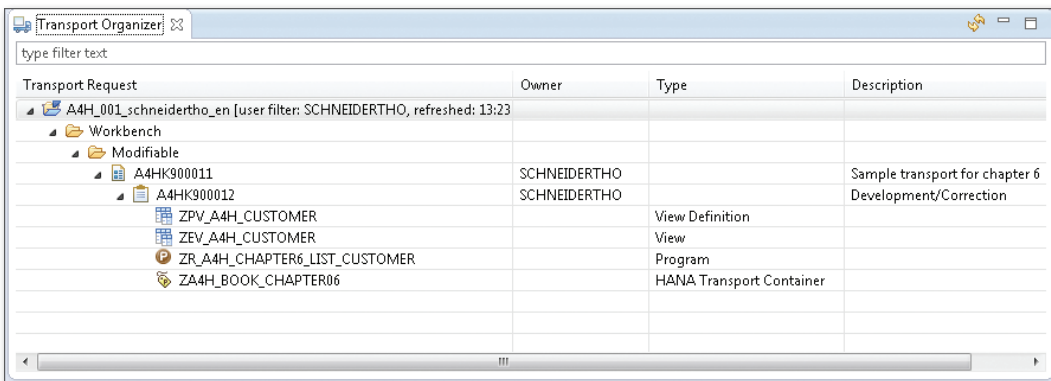 Transport Organizer
type filter text
Transport Request Owner Type Description
A4H_001_schneidertho_en [user filter: SCHNEIDERTHO, refreshed: 13:23
Workbench
Modifiable
A4HK900011 SCHNEIDERTHO Sample transport for chapter 6
A4HK900012 SCHNEIDERTHO Development/Correction
ZPV_A4H_CUSTOMER View Definition
ZEV_A4H_CUSTOMER View
P ZR_A4H_CHAPTER6_LIST_CUSTOMER Program
ZA4H_BOOK_CHAPTER06 HANA Transport Container